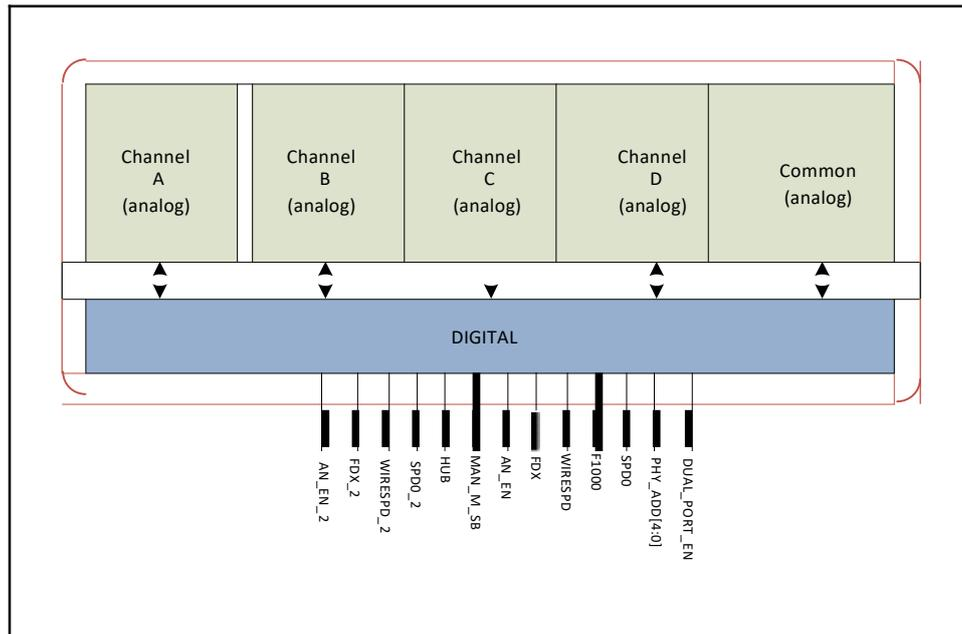 Channel
A
(analog)
Channel
B
(analog)
Channel
C
(analog)
Channel
D
(analog)
Common
(analog)
DIGITAL
AN_EN_2
FDX_2
WIRESPD_2
SPD0_2
HUB
MAN_M_SB
AN_EN
FDX
WIRESPD
F1000
SPD0
PHY_ADD[4:0]
DUAL_PORT_EN